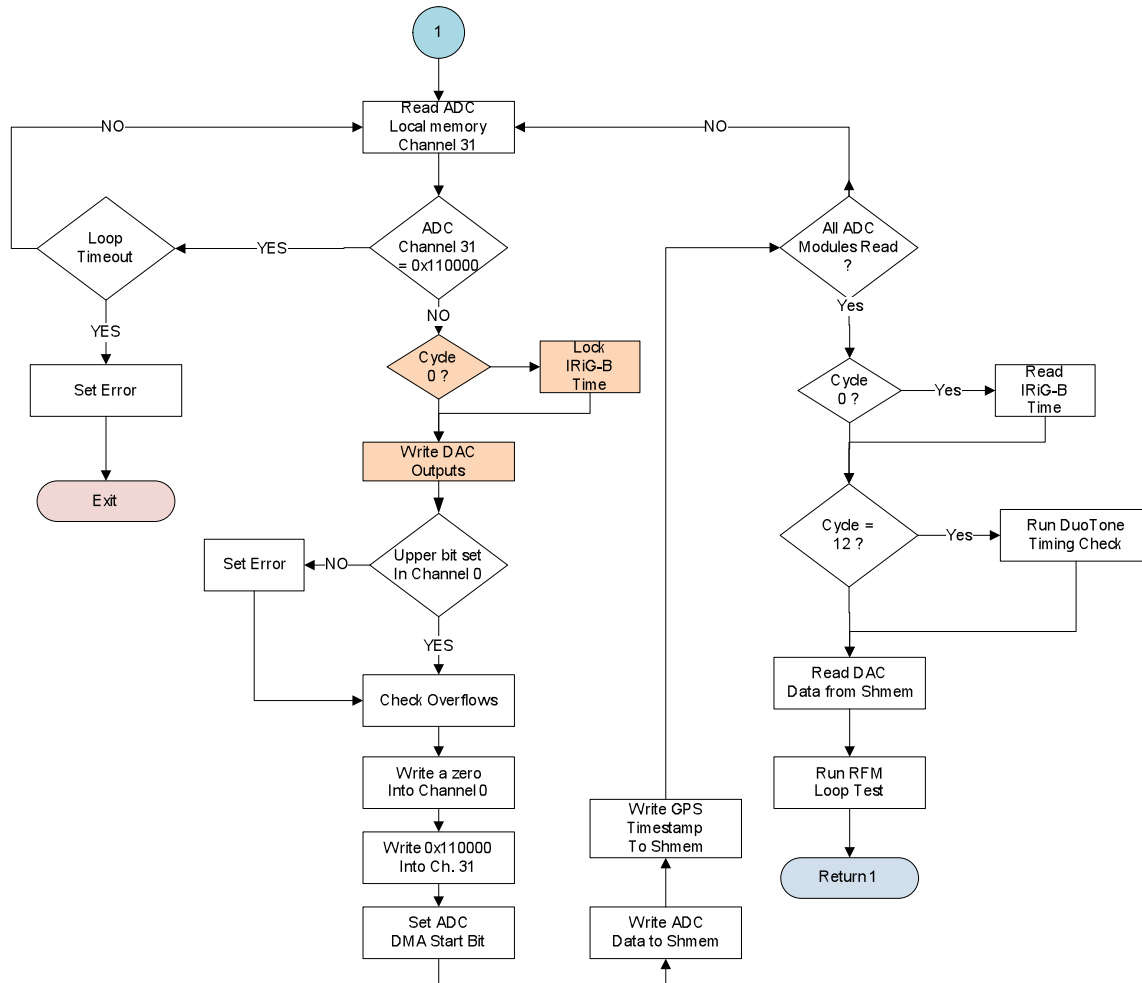 1
Read ADC
Local memory
Channel 31
NO
NO
Loop
Timeout
YES
ADC
Channel 31
= 0x110000
All ADC
Modules Read
?
YES
NO
Yes
Set Error
Cycle
0 ?
Lock
IRiG-B
Time
Cycle
0 ?
Yes
Read
IRiG-B
Time
Exit
Write DAC
Outputs
Cycle =
12 ?
Yes
Run DuoTone
Timing Check
Set Error
NO
Upper bit set
In Channel 0
YES
Check Overflows
Read DAC
Data from Shmem
Write a zero
Into Channel 0
Run RFM
Loop Test
Write 0x110000
Into Ch. 31
Write GPS
Timestamp
To Shmem
Return 1
Set ADC
DMA Start Bit
Write ADC
Data to Shmem